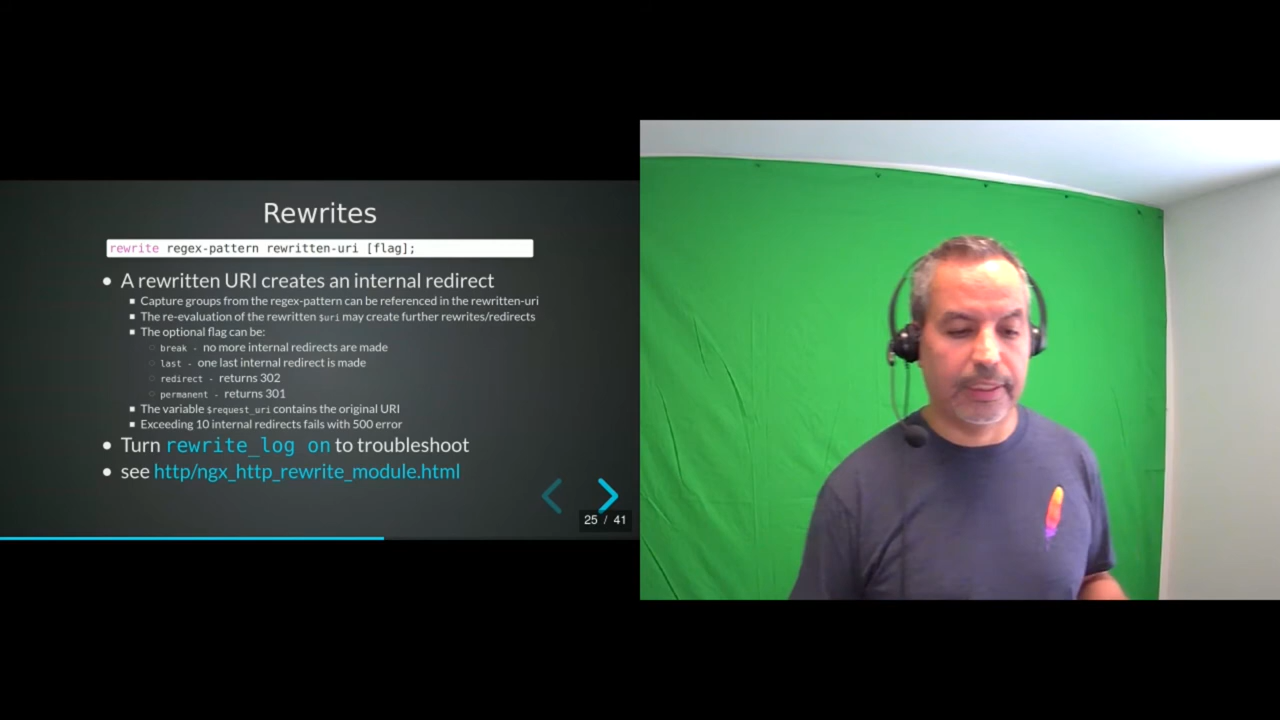 Rewrites
rewrite regex-pattern rewritten-uri [flag];
A rewritten URI creates an internal redirect
Capture groups from the regex-pattern can be referenced in the rewritten-uri
The re-evaluation of the rewritten $uri may create further rewrites/redirects
The optional flag can be:
break - no more internal redirects are made
last - one last internal redirect is made
redirect - returns 302
permanent - returns 301
The variable $request_uri contains the original URI
Exceeding 10 internal redirects fails with 500 error
Turn rewrite_log on to troubleshoot
see http/ngx_http_rewrite_module.html
25 / 41